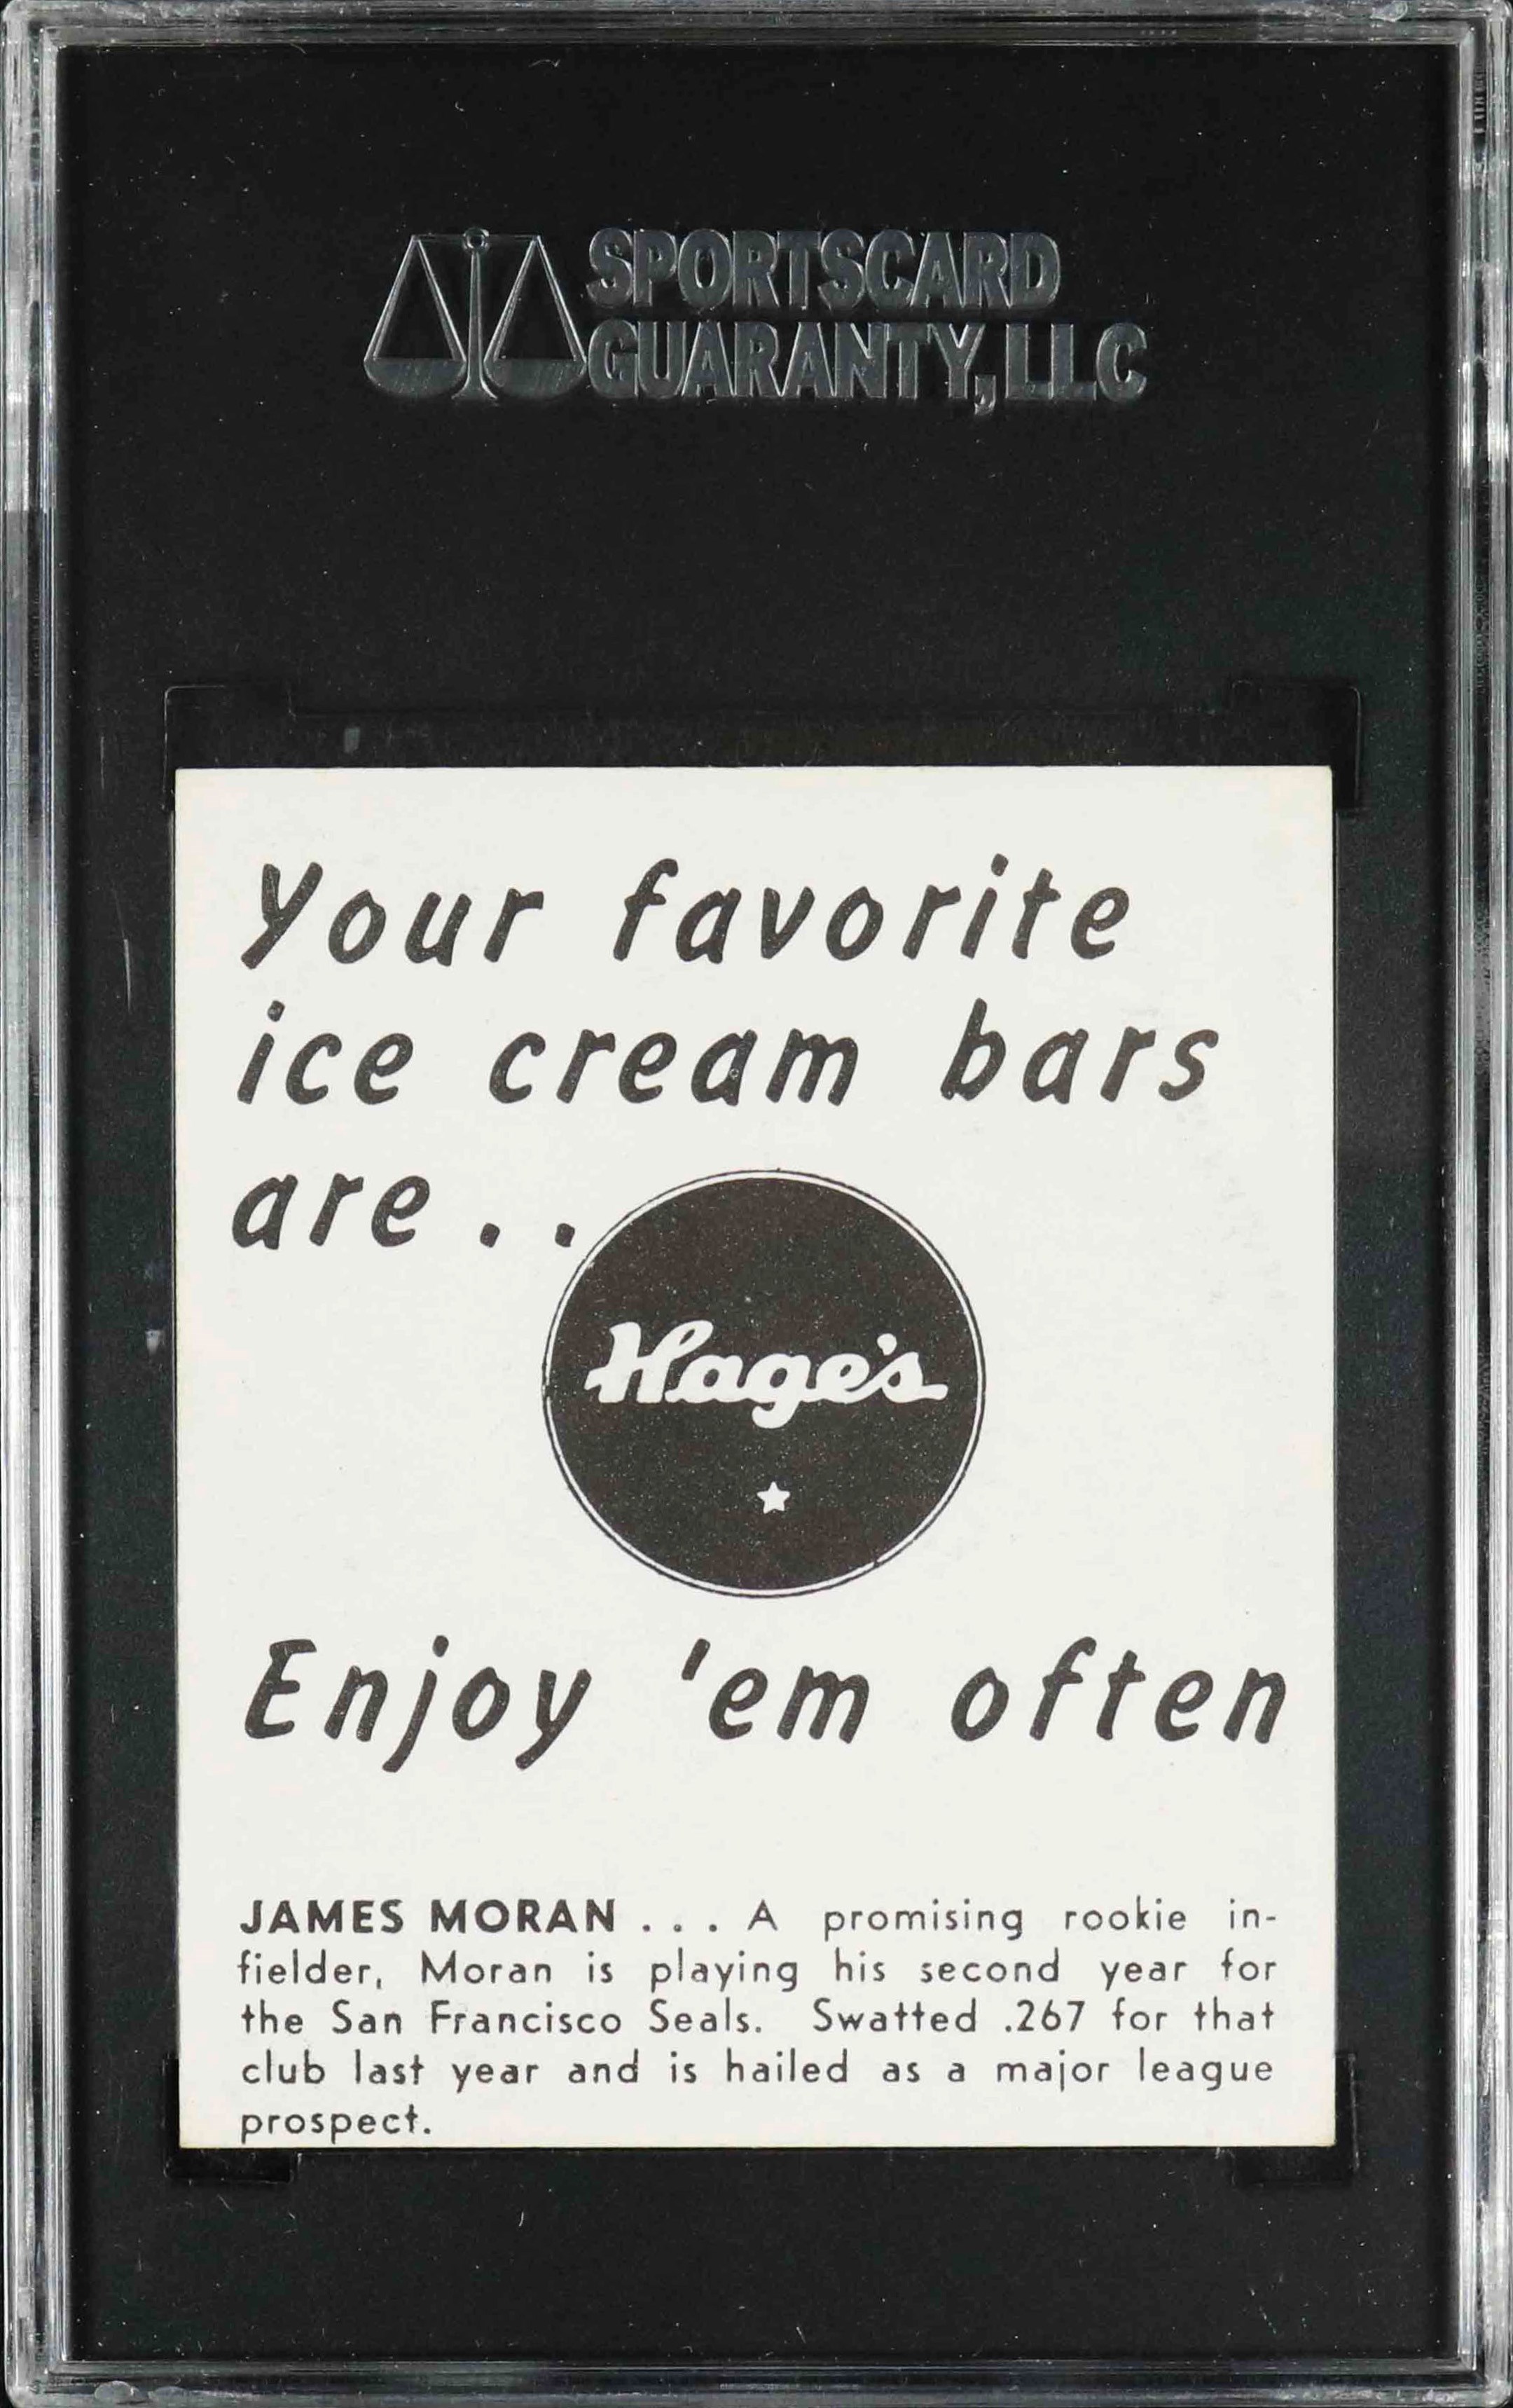 SPORTSCARD
GUARANTY, LLC
Your favorite
ice cream bars
are . .
Hage's
Enjoy 'em often
JAMES MORAN . . . A promising rookie in-
fielder, Moran is playing his second year for
the San Francisco Seals. Swatted .267 for that
club last year and is hailed as a major league
prospect.